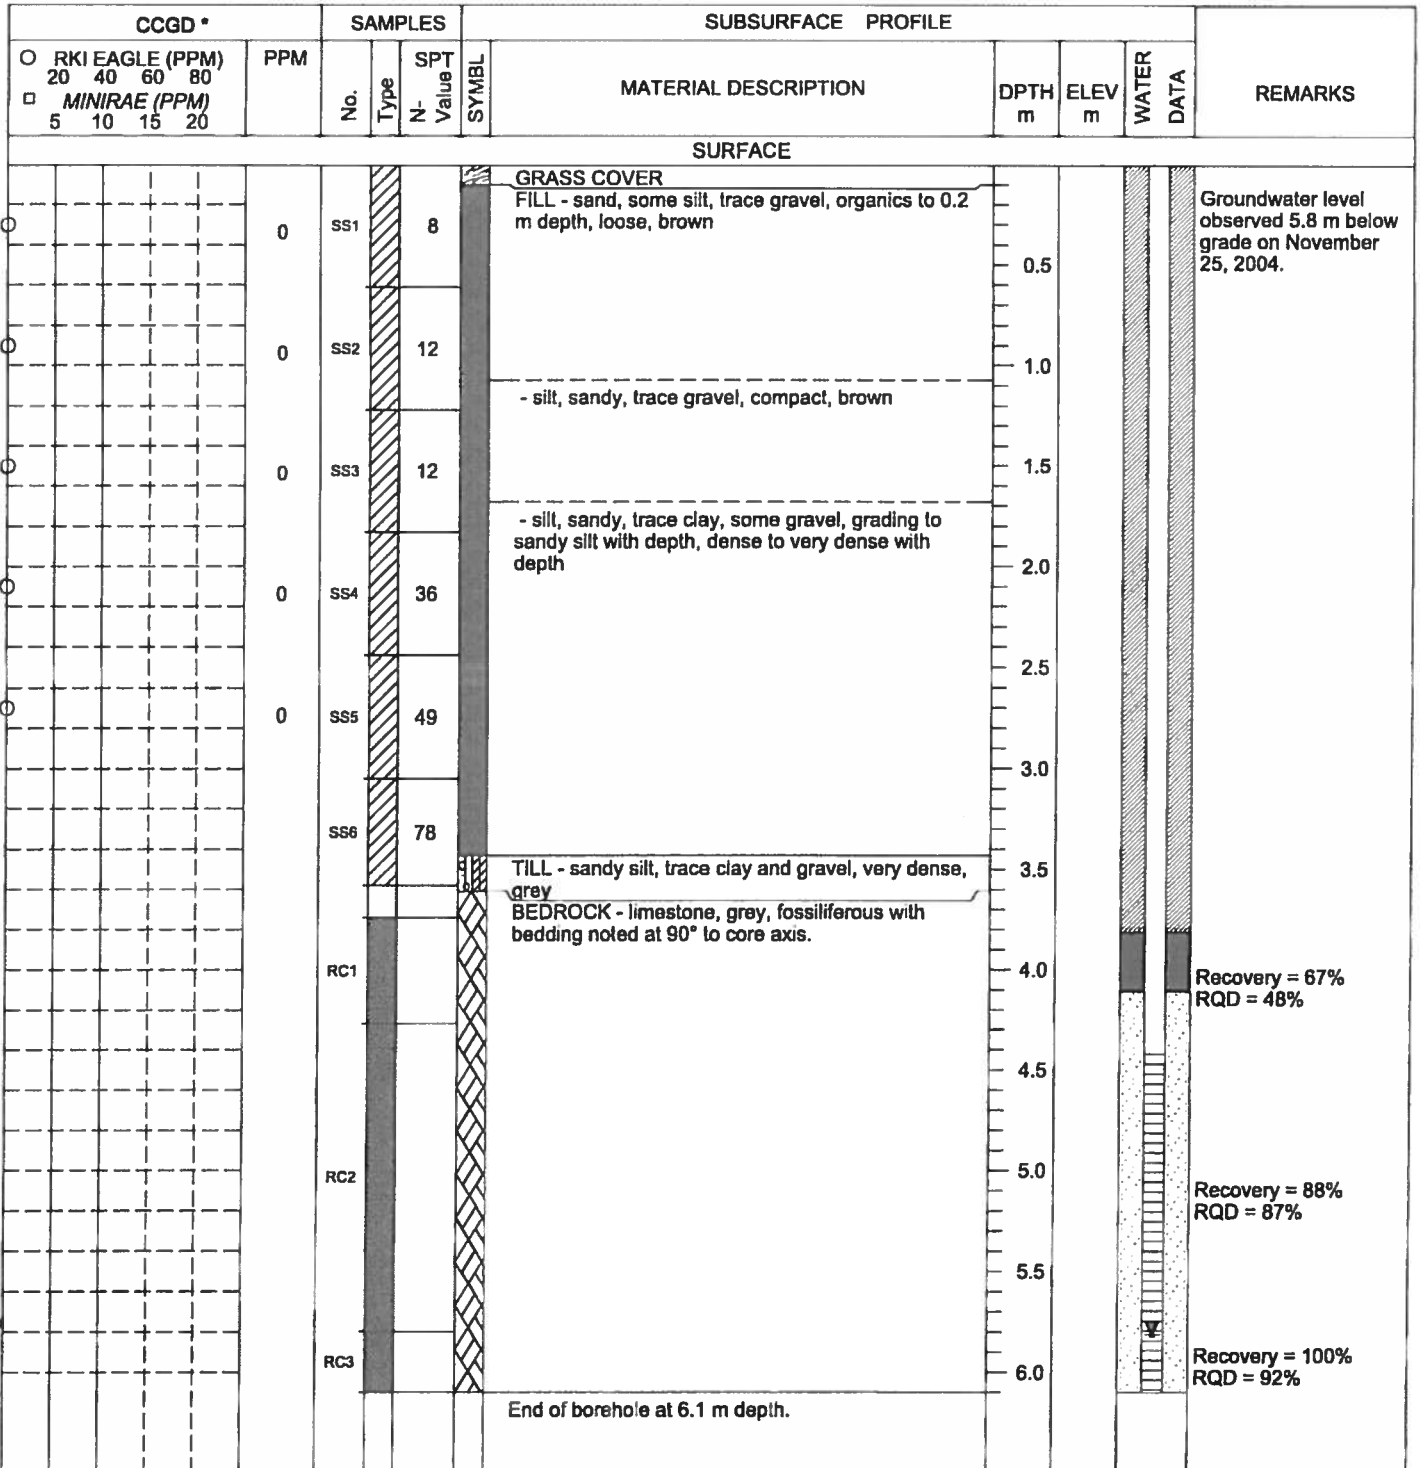 CCGD *
SAMPLES
SUBSURFACE PROFILE
RKI EAGLE (PPM)
20 40 60 80
MINIRAE (PPM)
5 10 15 20
PPM
No.
Type
SPT
N- Value
SYMBL
MATERIAL DESCRIPTION
DPTH
m
ELEV
m
WATER
DATA
REMARKS
SURFACE
GRASS COVER
FILL - sand, some silt, trace gravel, organics to 0.2
m depth, loose, brown
Groundwater level
observed 5.8 m below
grade on November
25, 2004.
0 SS1 8
0.5
0 SS2 12
1.0
- silt, sandy, trace gravel, compact, brown
0 SS3 12
1.5
- silt, sandy, trace clay, some gravel, grading to
sandy silt with depth, dense to very dense with
depth
2.0
0 SS4 36
2.5
0 SS5 49
3.0
SS6 78
TILL - sandy silt, trace clay and gravel, very dense,
grey
3.5
BEDROCK - limestone, grey, fossiliferous with
bedding noted at 90° to core axis.
RC1
4.0
Recovery = 67%
RQD = 48%
4.5
RC2
5.0
Recovery = 88%
RQD = 87%
5.5
RC3
6.0
Recovery = 100%
RQD = 92%
End of borehole at 6.1 m depth.